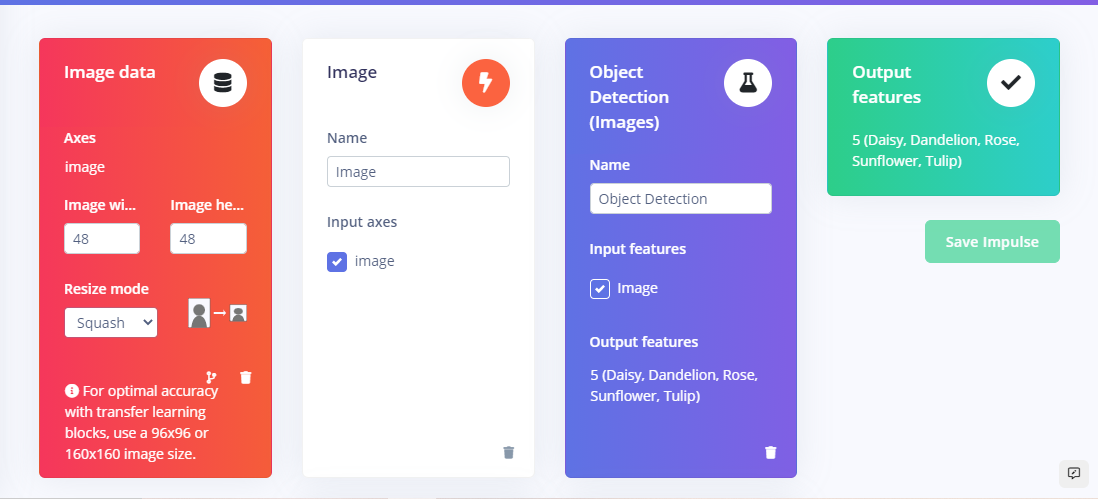 Image data
Axes
image
Image wi...
Image he...
48
48
Resize mode
Squash
For optimal accuracy
with transfer learning
blocks, use a 96x96 or
160x160 image size.
Image
Name
Image
Input axes
image
Object
Detection
(Images)
Name
Object Detection
Input features
Image
Output features
5 (Daisy, Dandelion, Rose,
Sunflower, Tulip)
Output
features
5 (Daisy, Dandelion, Rose,
Sunflower, Tulip)
Save Impulse